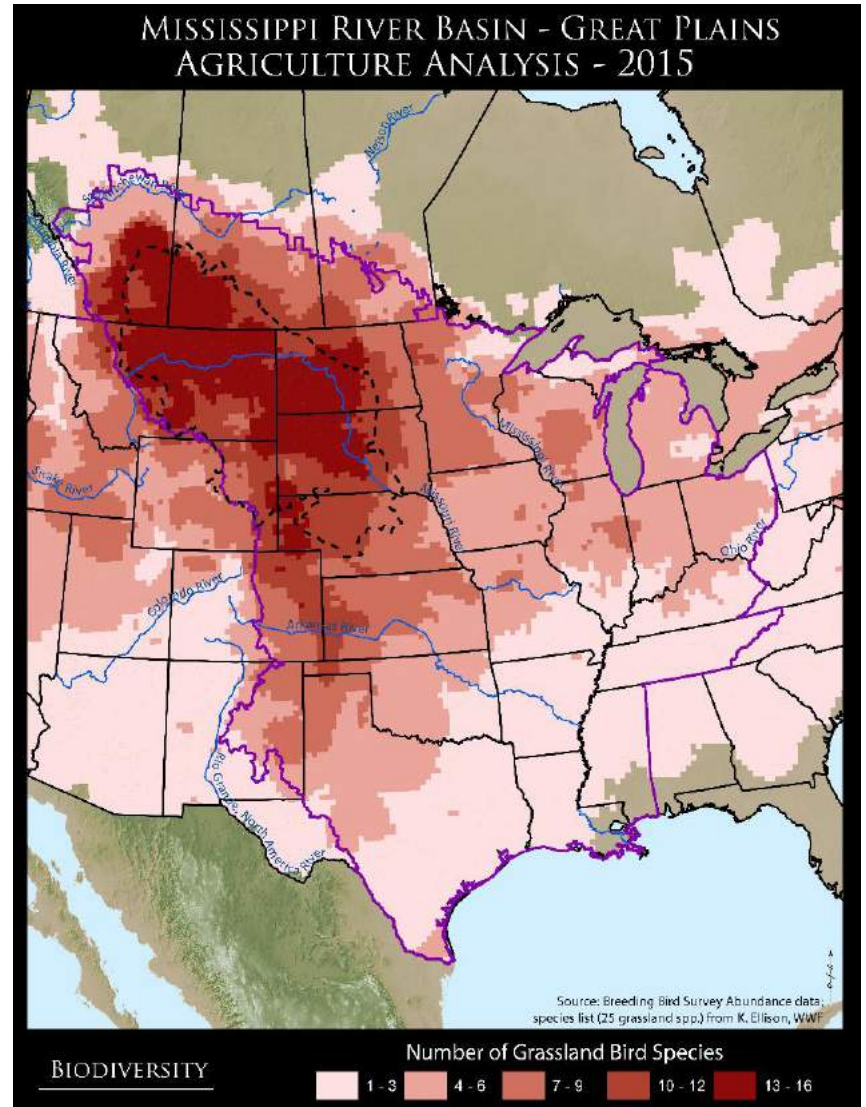 MISSISSIPPI RIVER BASIN - GREAT PLAINS
AGRICULTURE ANALYSIS - 2015
Nelson River
Snake River
Mississippi River
Missouri River
Ohio River
Colorado River
Arkansas River
Rio Grande, North America River
Source: Breeding Bird Survey Abundance data;
species list (25 grassland spp.) from K. Ellison, WWF
BIODIVERSITY
Number of Grassland Bird Species
1 - 3
4 - 6
7 - 9
10 - 12
13 - 16